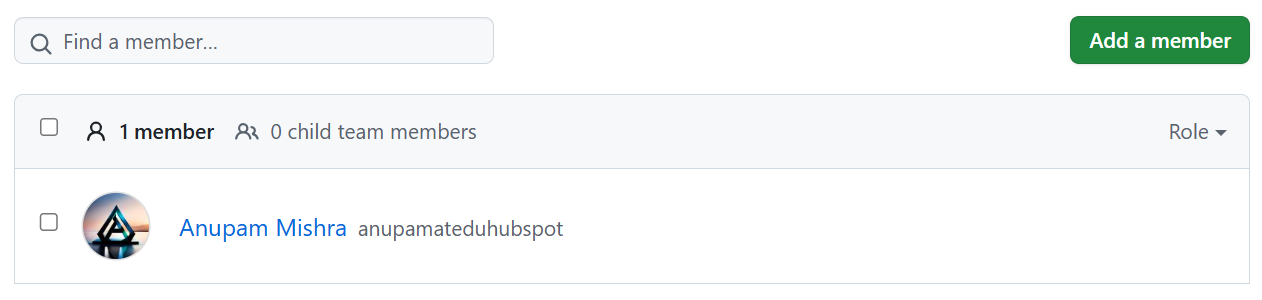 Find a member...
Add a member
1 member 0 child team members Role
Anupam Mishra anupamateduhubspot